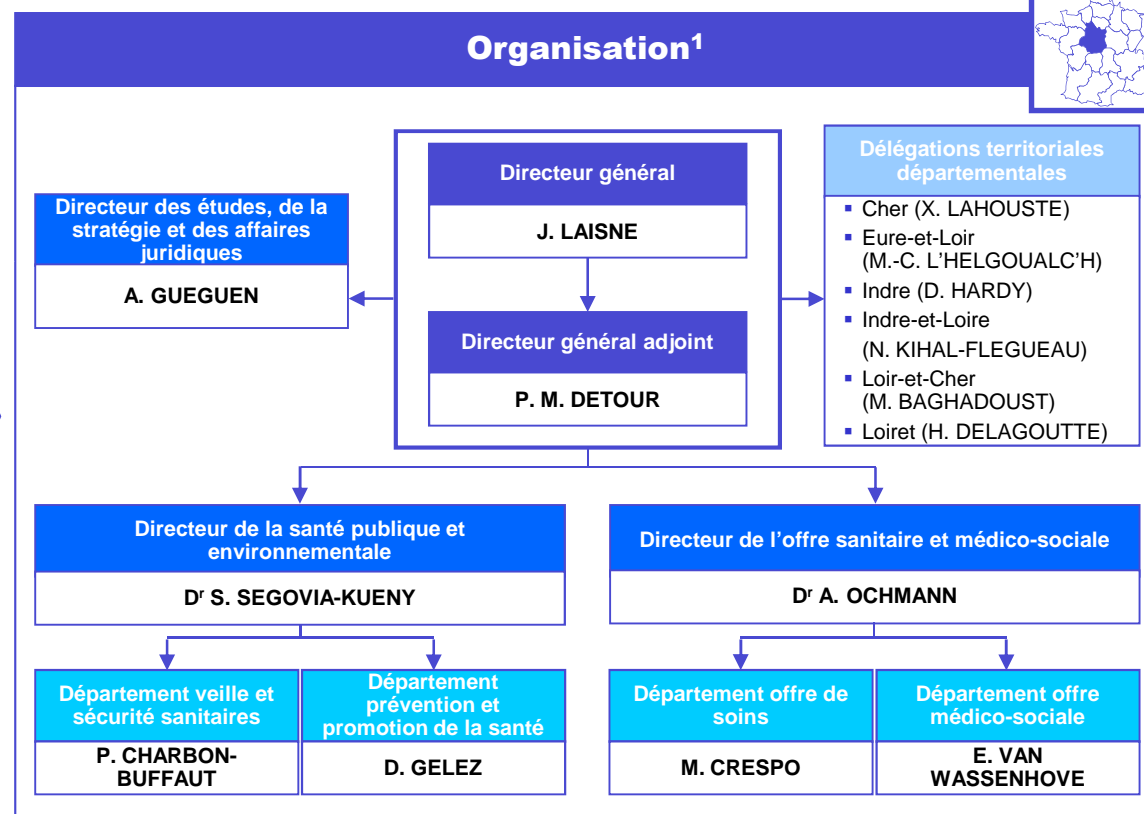 Organisation¹
Directeur général
J. LAISNE
Directeur général adjoint
P. M. DETOUR
Directeur des études, de la
stratégie et des affaires
juridiques
A. GUEGUEN
Délégations territoriales
départementales
▪ Cher (X. LAHOUSTE)
▪ Eure-et-Loir
(M.-C. L’HELGOUALC’H)
▪ Indre (D. HARDY)
▪ Indre-et-Loire
(N. KIHAL-FLEGUEAU)
▪ Loir-et-Cher
(M. BAGHADOUST)
▪ Loiret (H. DELAGOUTTE)
Directeur de la santé publique et
environnementale
Dʳ S. SEGOVIA-KUENY
Directeur de l’offre sanitaire et médico-sociale
Dʳ A. OCHMANN
Département veille et
sécurité sanitaires
P. CHARBON-
BUFFAUT
Département
prévention et
promotion de la santé
D. GELEZ
Département offre de
soins
M. CRESPO
Département offre
médico-sociale
E. VAN
WASSENHOVE